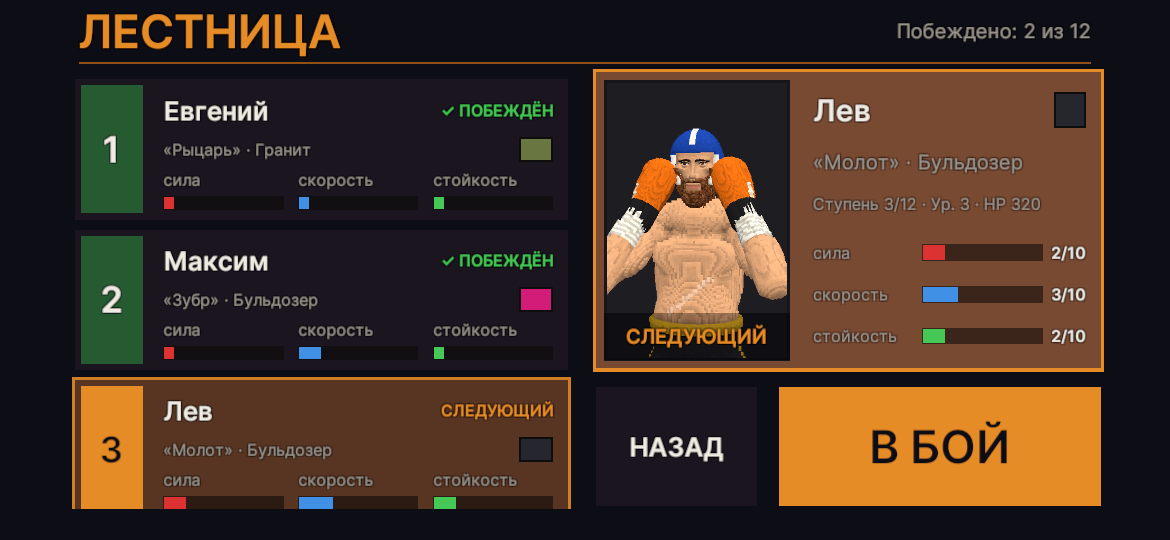 ЛЕСТНИЦА
Побеждено: 2 из 12
1
Евгений
✓ ПОБЕЖДЁН
«Рыцарь» · Гранит
сила скорость стойкость
2
Максим
✓ ПОБЕЖДЁН
«Зубр» · Бульдозер
сила скорость стойкость
3
Лев
СЛЕДУЮЩИЙ
«Молот» · Бульдозер
сила скорость стойкость
СЛЕДУЮЩИЙ
Лев
«Молот» · Бульдозер
Ступень 3/12 · Ур. 3 · HP 320
сила 2/10
скорость 3/10
стойкость 2/10
НАЗАД
В БОЙ